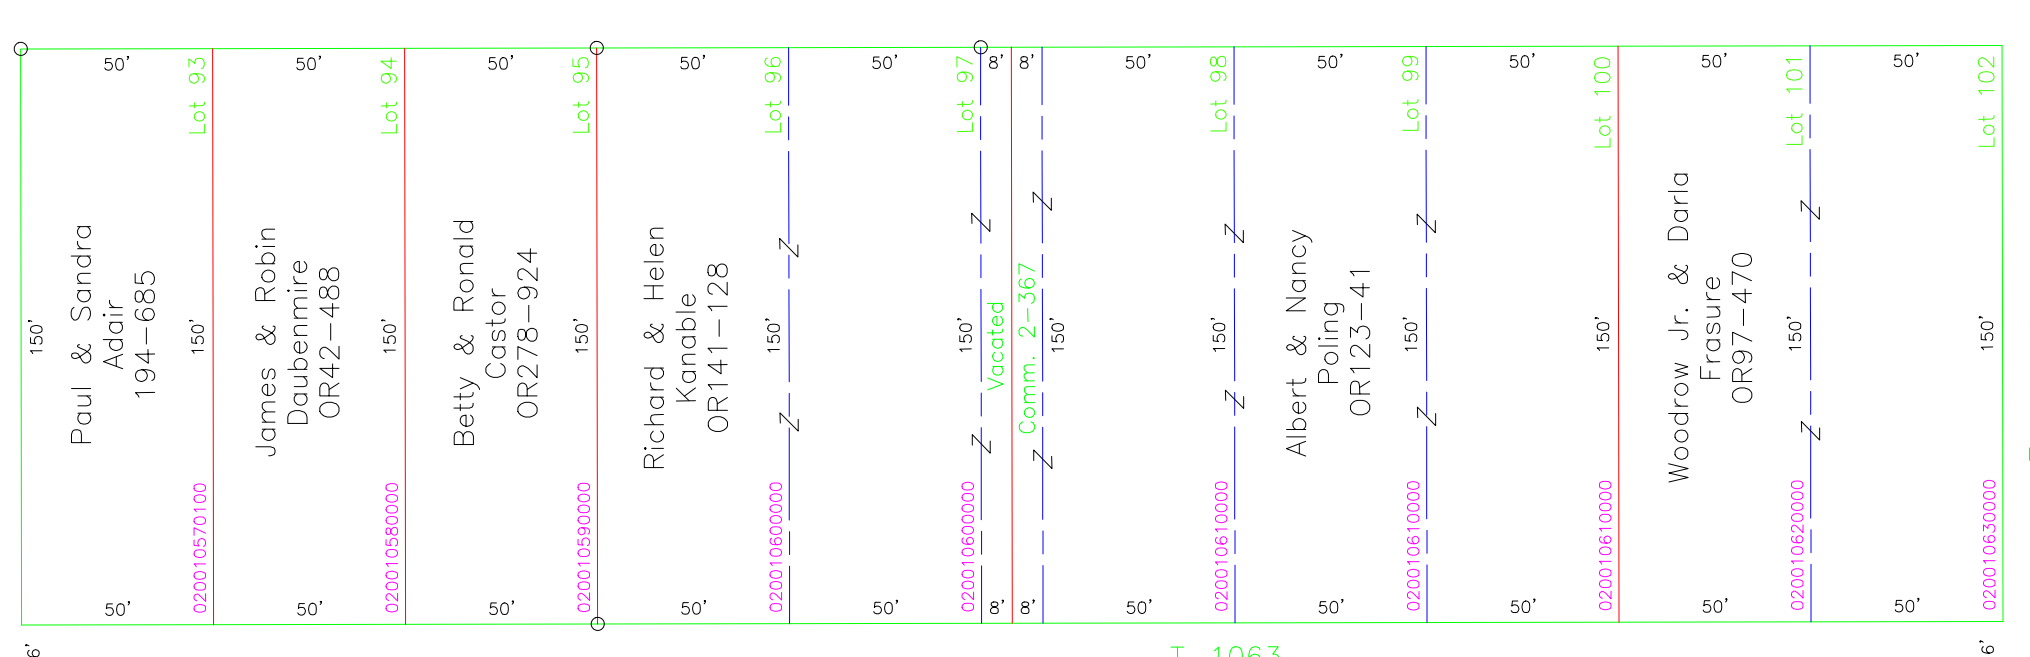 50'
Lot 93
50'
Lot 94
50'
Lot 95
50'
Lot 96
50'
Lot 97
8'
8'
50'
Lot 98
50'
Lot 99
50'
Lot 100
50'
Lot 101
50'
Lot 102
150'
Paul & Sandra
Adair
194-685
150'
James & Robin
Daubenmire
OR42-488
150'
Betty & Ronald
Castor
OR278-924
150'
Richard & Helen
Kanable
OR141-128
150'
150'
Vacated
Comm. 2-367
150'
150'
Albert & Nancy
Poling
OR123-41
150'
150'
Woodrow Jr. & Darla
Frasure
OR97-470
150'
150'
Z
Z
Z
Z
Z
Z
Z
Z
Z
Z
Z
Z
020010570100
020010580000
020010590000
020010600000
020010600000
020010610000
020010610000
020010610000
020010620000
020010630000
50'
50'
50'
50'
50'
8'
8'
50'
50'
50'
50'
50'
6'
T 1063
6'